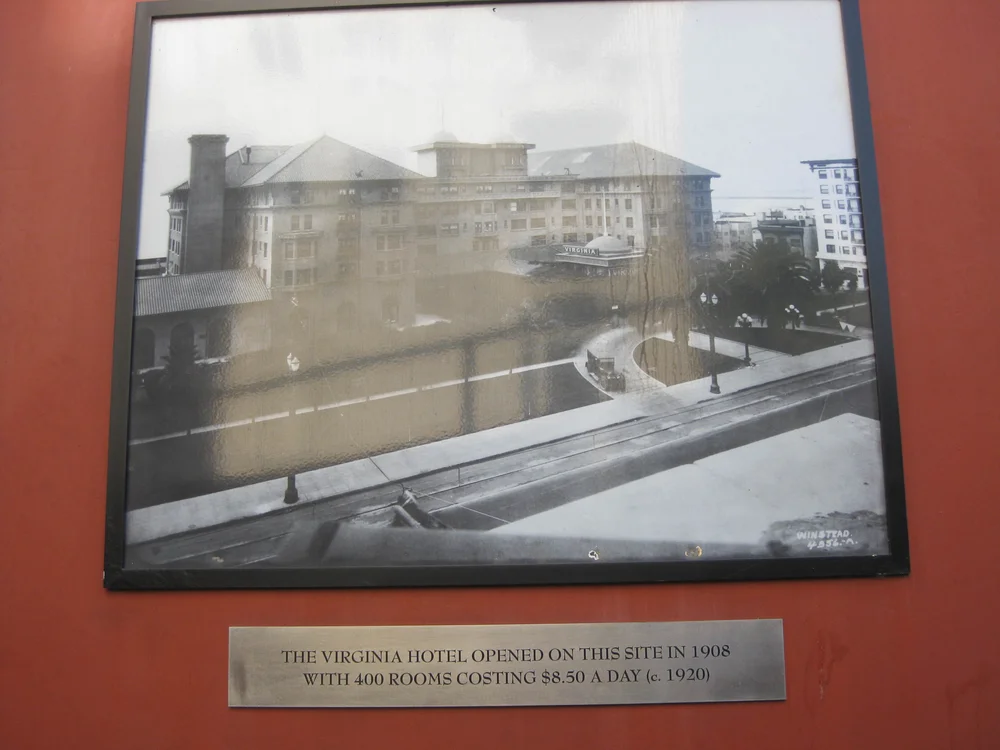 VIRGINIA
WINSTEAD.
THE VIRGINIA HOTEL OPENED ON THIS SITE IN 1908
WITH 400 ROOMS COSTING $8.50 A DAY (c. 1920)